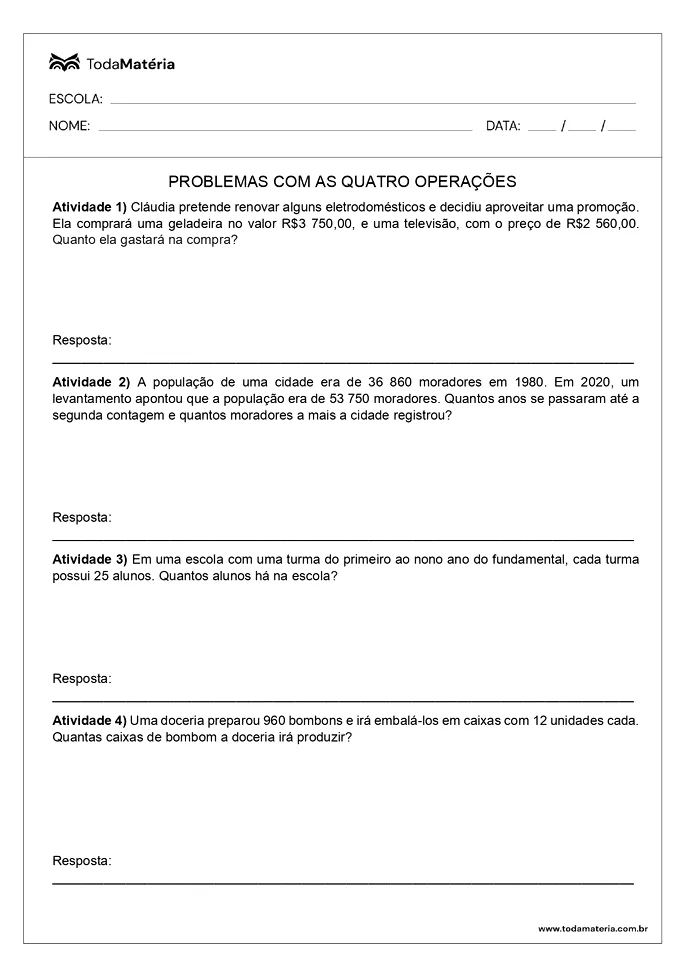 TodaMatéria
ESCOLA: ____
NOME: ____ DATA: ____ / ____ / ____
PROBLEMAS COM AS QUATRO OPERAÇÕES
Atividade 1) Cláudia pretende renovar alguns eletrodomésticos e decidiu aproveitar uma promoção.
Ela comprará uma geladeira no valor R$3 750,00, e uma televisão, com o preço de R$2 560,00.
Quanto ela gastará na compra?
Resposta:
Atividade 2) A população de uma cidade era de 36 860 moradores em 1980. Em 2020, um
levantamento apontou que a população era de 53 750 moradores. Quantos anos se passaram até a
segunda contagem e quantos moradores a mais a cidade registrou?
Resposta:
Atividade 3) Em uma escola com uma turma do primeiro ao nono ano do fundamental, cada turma
possui 25 alunos. Quantos alunos há na escola?
Resposta:
Atividade 4) Uma doceria preparou 960 bombons e irá embalá-los em caixas com 12 unidades cada.
Quantas caixas de bombom a doceria irá produzir?
Resposta:
www.todamateria.com.br